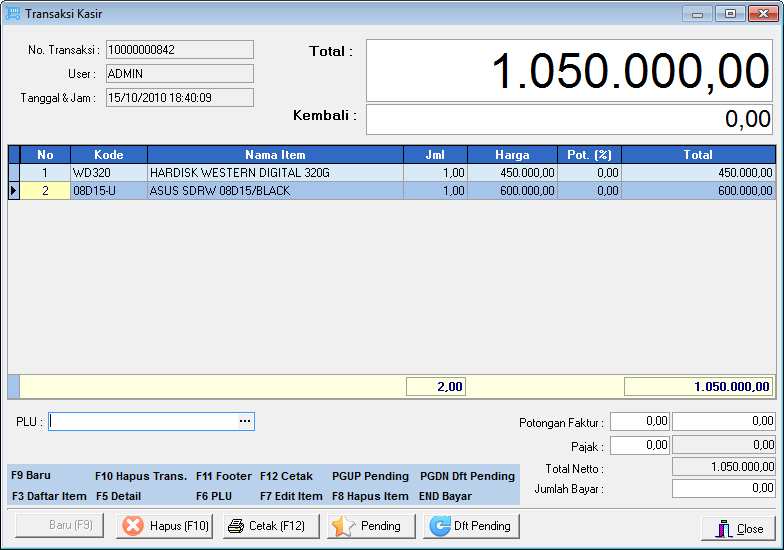 Transaksi Kasir
No. Transaksi : 10000000842
User : ADMIN
Tanggal & Jam : 15/10/2010 18:40:09
Total : 1.050.000,00
Kembali : 0,00
No Kode Nama Item Jml Harga Pot. (%) Total
1 WD320 HARDISK WESTERN DIGITAL 320G 1,00 450.000,00 0,00 450.000,00
2 08D15-U ASUS SDRW 08D15/BLACK 1,00 600.000,00 0,00 600.000,00
2,00 1.050.000,00
PLU : ...
Potongan Faktur : 0,00 0,00
Pajak : 0,00 0,00
Total Netto : 1.050.000,00
Jumlah Bayar : 0,00
F9 Baru F10 Hapus Trans. F11 Footer F12 Cetak PGUP Pending PGDN Dft Pending
F3 Daftar Item F5 Detail F6 PLU F7 Edit Item F8 Hapus Item END Bayar
Baru (F9) Hapus (F10) Cetak (F12) Pending Dft Pending Close